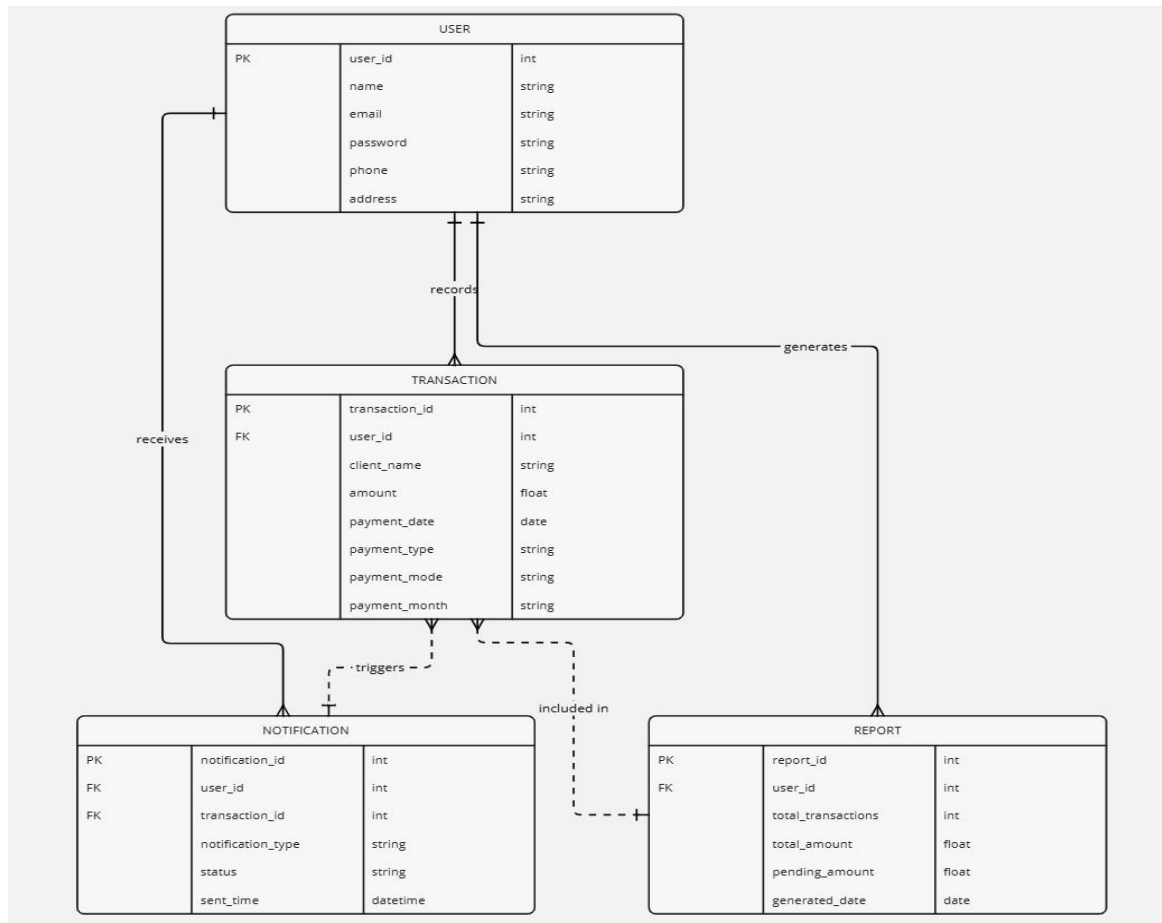 USER
PK user_id int
name string
email string
password string
phone string
address string
records
generates
TRANSACTION
PK transaction_id int
FK user_id int
client_name string
amount float
payment_date date
payment_type string
payment_mode string
payment_month string
receives
triggers
included in
NOTIFICATION
PK notification_id int
FK user_id int
FK transaction_id int
notification_type string
status string
sent_time datetime
REPORT
PK report_id int
FK user_id int
total_transactions int
total_amount float
pending_amount float
generated_date date